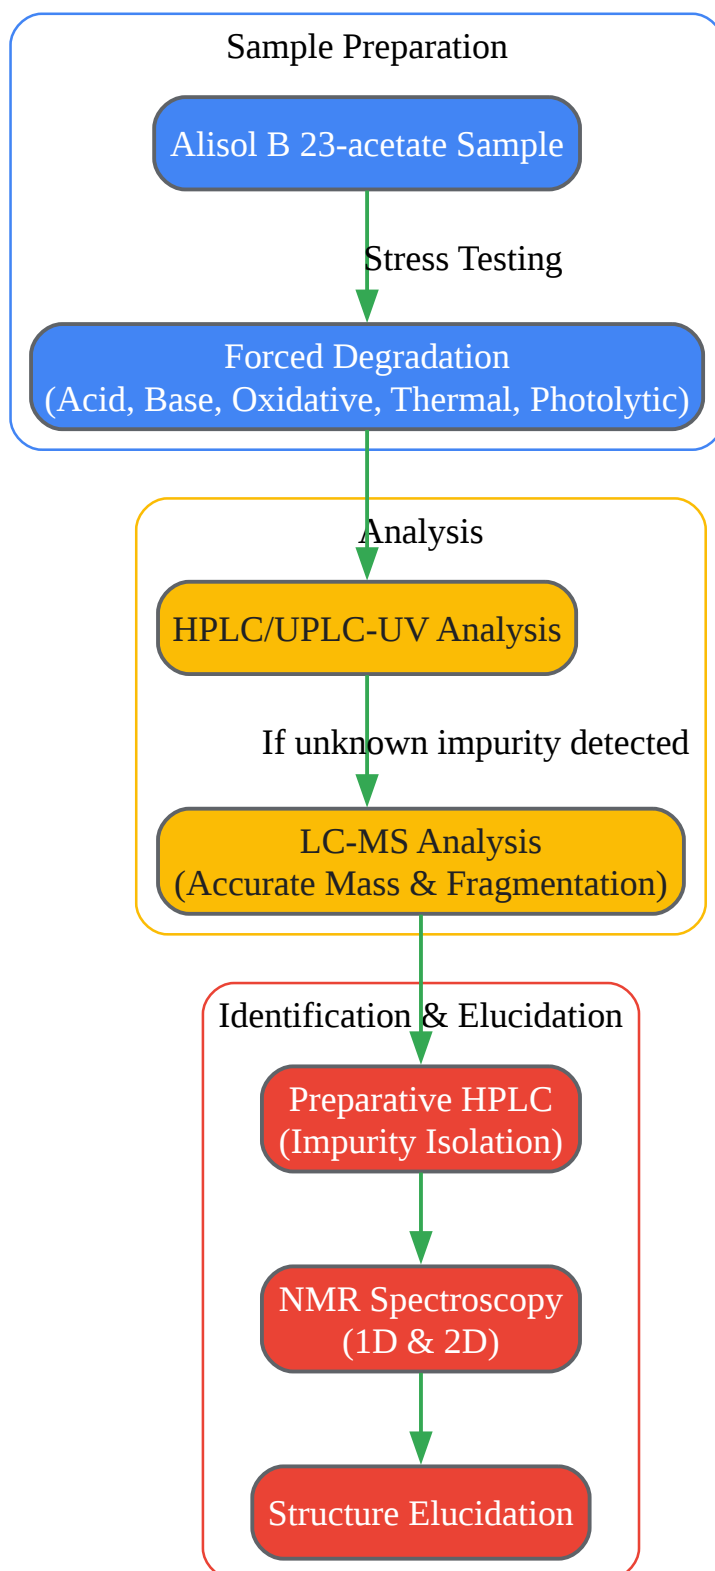 Sample Preparation
Alisol B 23-acetate Sample
Stress Testing
Forced Degradation
(Acid, Base, Oxidative, Thermal, Photolytic)
Analysis
HPLC/UPLC-UV Analysis
If unknown impurity detected
LC-MS Analysis
(Accurate Mass & Fragmentation)
Identification & Elucidation
Preparative HPLC
(Impurity Isolation)
NMR Spectroscopy
(1D & 2D)
Structure Elucidation